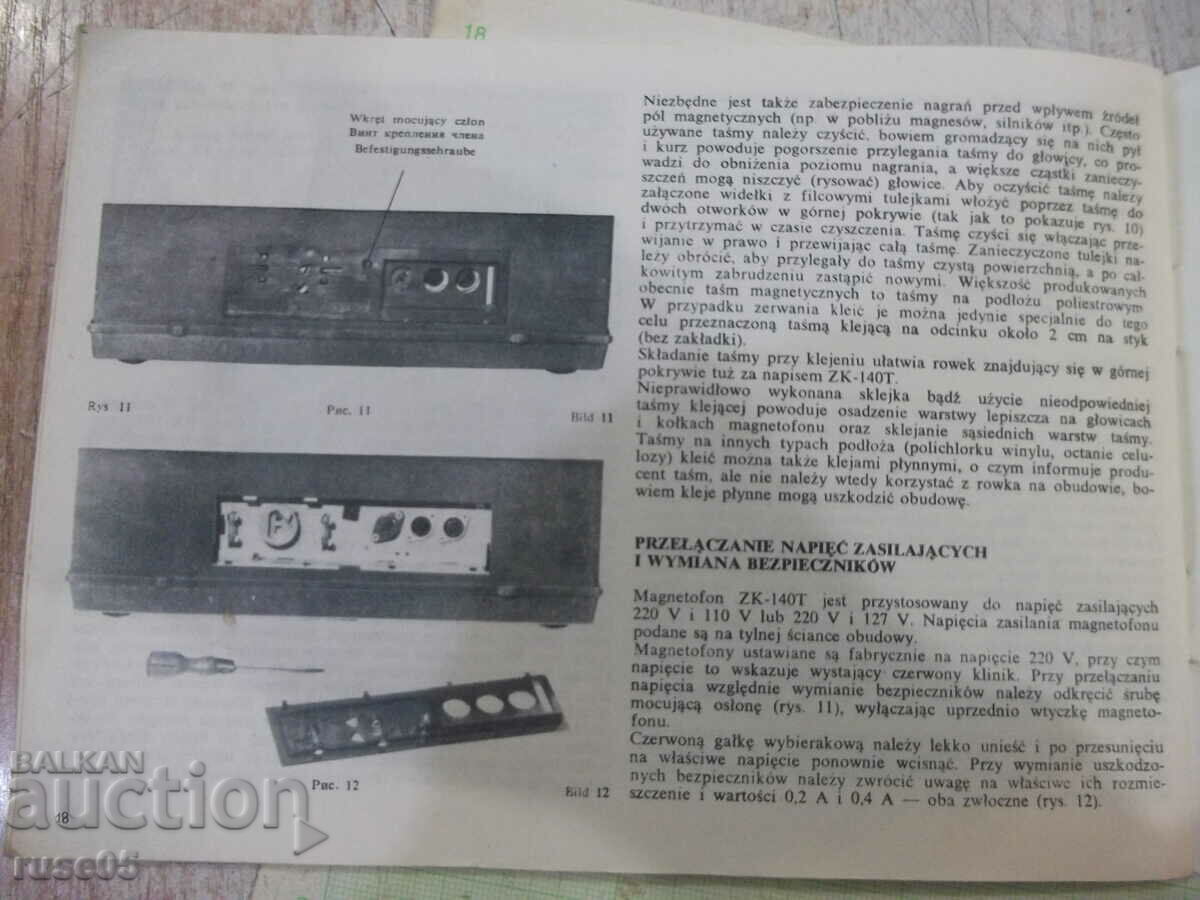 18
Wkręt mocujący człon
Винт крепления члена
Befestigungssehraube
Rys 11
Рис. 11
Bild 11
Рис. 12
Bild 12
18
Niezbędne jest także zabezpieczenie nagrań przed wpływem źródeł
pól magnetycznych (np. w pobliżu magnesów, silników itp.). Często
używane taśmy należy czyścić, bowiem gromadzący się na nich pył
i kurz powoduje pogorszenie przylegania taśmy do głowicy, co pro-
wadzi do obniżenia poziomu nagrania, a większe cząstki zanieczy-
szczeń mogą niszczyć (rysować) głowice. Aby oczyścić taśmę należy
załączone widełki z filcowymi tulejkami włożyć poprzez taśmę do
dwóch otworków w górnej pokrywie (tak jak to pokazuje rys. 10)
i przytrzymać w czasie czyszczenia. Taśmę czyści się włączając prze-
wijanie w prawo i przewijając całą taśmę. Zanieczyszczone tulejki na-
leży obrócić, aby przylegały do taśmy czystą powierzchnią, a po cał-
kowitym zabrudzeniu zastąpić nowymi. Większość produkowanych
obecnie taśm magnetycznych to taśmy na podłożu poliestrowym
W przypadku zerwania kleić je można jedynie specjalnie do tego
celu przeznaczoną taśmą klejącą na odcinku około 2 cm na styk
(bez zakładki).
Składanie taśmy przy klejeniu ułatwia rowek znajdujący się w górnej
pokrywie tuż za napisem ZK-140T.
Nieprawidłowo wykonana sklejka bądź użycie nieodpowiedniej
taśmy klejącej powoduje osadzenie warstwy lepiszcza na głowicach
i kołkach magnetofonu oraz sklejanie sąsiednich warstw taśmy.
Taśmy na innych typach podłoża (polichlorku winylu, octanie celu-
lozy) kleić można także klejami płynnymi, o czym informuje produ-
cent taśm, ale nie należy wtedy korzystać z rowka na obudowie, bo-
wiem kleje płynne mogą uszkodzić obudowę.
PRZEŁĄCZANIE NAPIĘĆ ZASILAJĄCYCH
I WYMIANA BEZPIECZNIKÓW
Magnetofon ZK-140T jest przystosowany do napięć zasilających
220 V i 110 V lub 220 V i 127 V. Napięcia zasilania magnetofonu
podane są na tylnej ściance obudowy.
Magnetofony ustawiane są fabrycznie na napięcie 220 V, przy czym
napięcie to wskazuje wystający czerwony klinik. Przy przełączaniu
napięcia względnie wymianie bezpieczników należy odkręcić śrubę
mocującą osłonę (rys. 11), wyłączając uprzednio wtyczkę magneto-
fonu.
Czerwoną gałkę wybierakową należy lekko unieść i po przesunięciu
na właściwe napięcie ponownie wcisnąć. Przy wymianie uszkodzo-
nych bezpieczników należy zwrócić uwagę na właściwe ich rozmie-
szczenie i wartości 0,2 A i 0,4 A — oba zwłoczne (rys. 12).
BALKAN
auction
ruse05